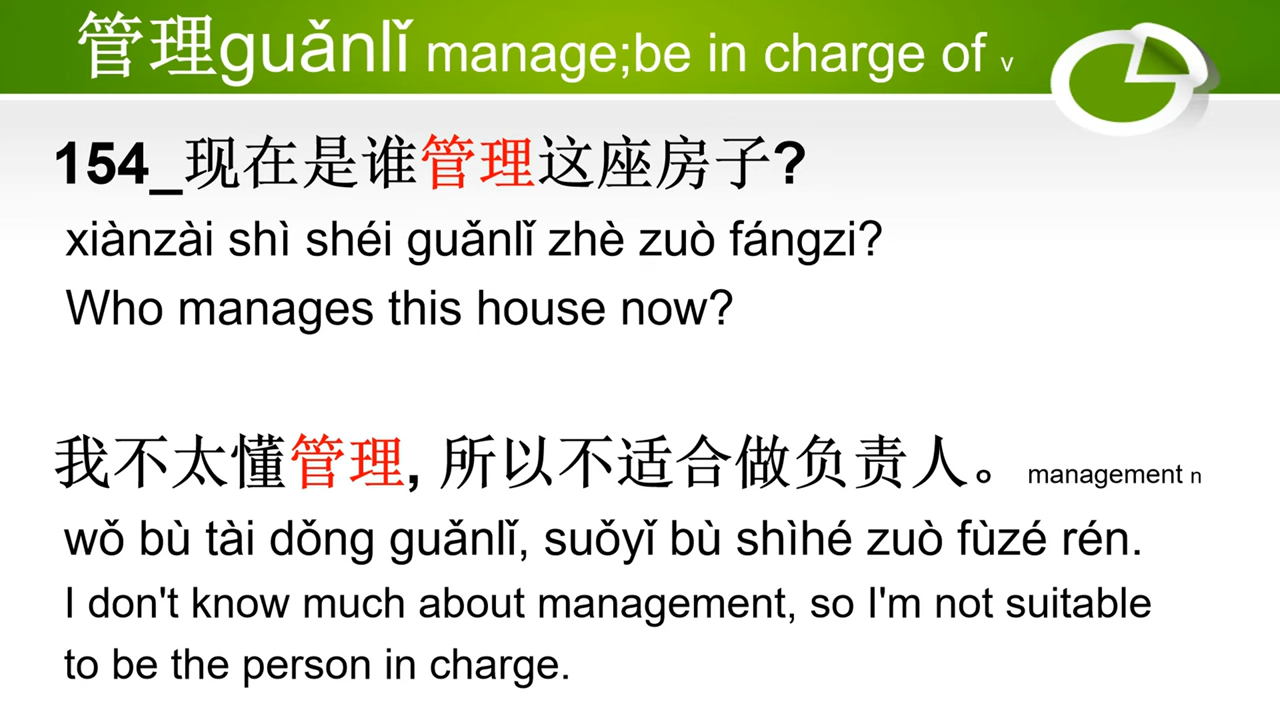 管理guǎnlǐ manage;be in charge of v
154_现在是谁管理这座房子?
xiànzài shì shéi guǎnlǐ zhè zuò fángzi?
Who manages this house now?
我不太懂管理, 所以不适合做负责人。 management n
wǒ bù tài dǒng guǎnlǐ, suǒyǐ bù shìhé zuò fùzé rén.
I don't know much about management, so I'm not suitable
to be the person in charge.